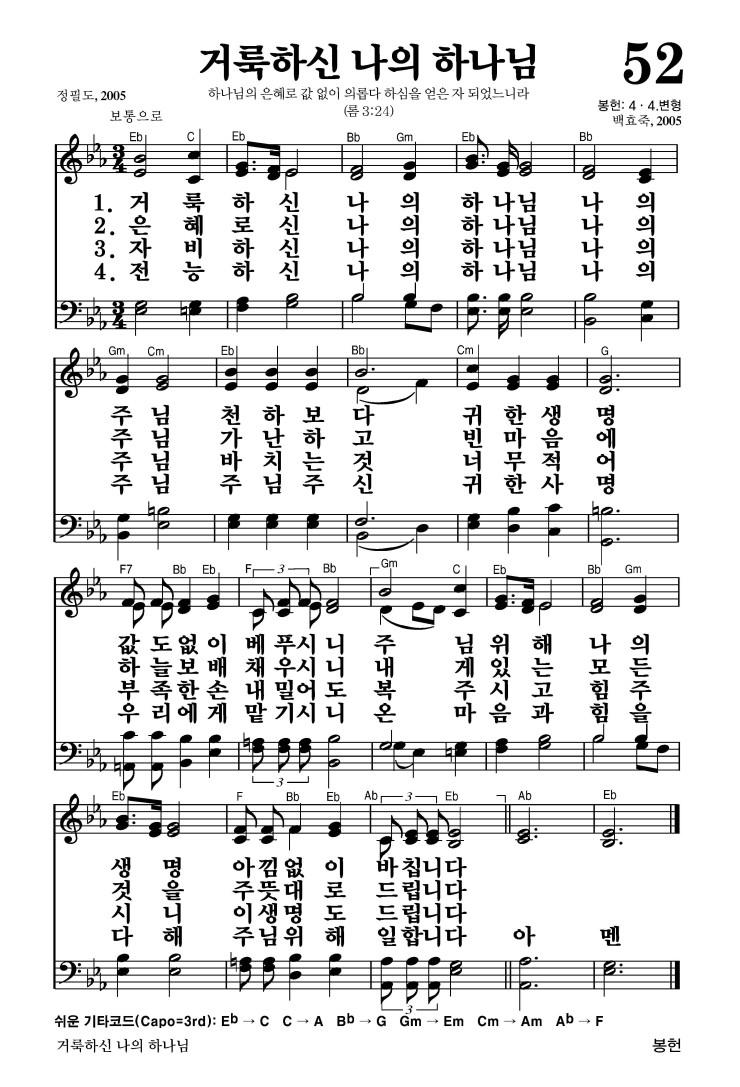 거룩하신 나의 하나님
52
정필도, 2005
하나님의 은혜로 값 없이 의롭다 하심을 얻은 자 되었느니라
(롬 3:24)
봉헌: 4 · 4.변형
백효죽, 2005
보통으로
Eb C Eb Bb Gm Eb Bb
3 4
1. 거 룩 하 신 나 의 하 나님 나 의
2. 은 혜 로 신 나 의 하 나님 나 의
3. 자 비 하 신 나 의 하 나님 나 의
4. 전 능 하 신 나 의 하 나님 나 의
3 4
Gm Cm Eb Bb Cm G
주 님 천 하 보 다 귀 한 생 명
주 님 가 난 하 고 빈 마 음 에
주 님 바 치 는 것 너 무 적 어
주 님 주 님 주 신 귀 한 사 명
F7 Bb Eb F 3 Bb Gm C Eb Bb Gm
값 도 없 이 베 푸 시 니 주 님 위 해 나 의
하 늘 보 배 채 우 시 니 내 게 있 는 모 든
부 족 한 손 내 밀 어 도 복 주 시 고 힘 주
우 리 에 게 맡 기 시 니 온 마 음 과 힘 을
3
Eb F Bb Eb Ab 3 Eb Ab Eb
생 명 아 낌 없 이 바 칩니다
것 을 주 뜻 대 로 드 립니다
시 니 이 생 명 도 드 립니다
다 해 주 님 위 해 일 합니다 아 멘
3
쉬운 기타코드(Capo=3rd): Eb → C C → A Bb → G Gm → Em Cm → Am Ab → F
거룩하신 나의 하나님
봉헌